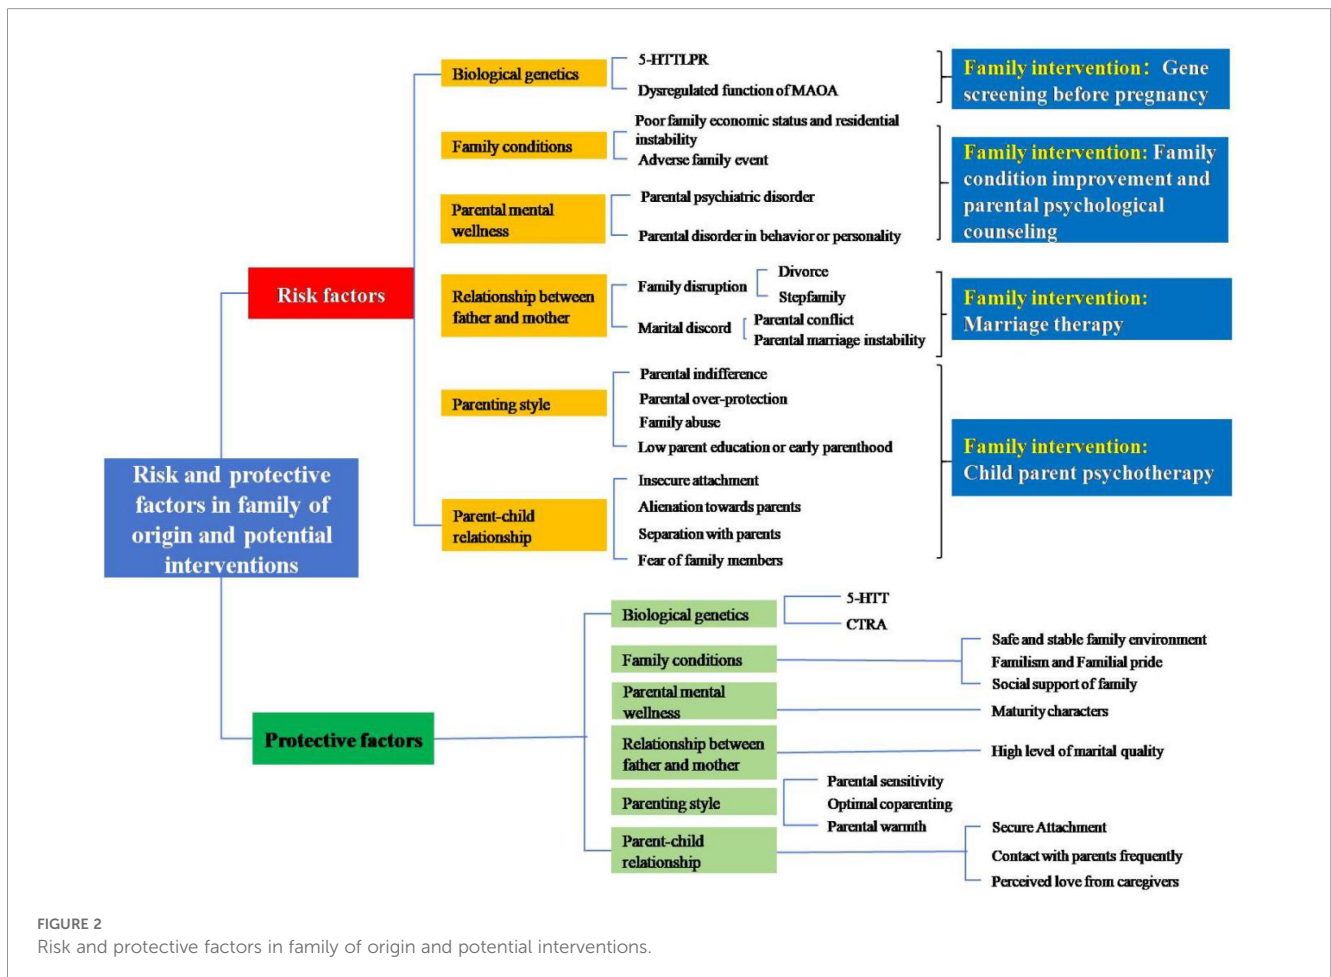 Biological genetics
5-HTTLPR
Dysregulated function of MAOA
Family intervention: Gene
screening before pregnancy
Family conditions
Poor family economic status and residential
instability
Adverse family event
Parental mental
wellness
Parental psychiatric disorder
Parental disorder in behavior or personality
Family intervention: Family
condition improvement and
parental psychological
counseling
Risk factors
Relationship between
father and mother
Family disruption
Divorce
Stepfamily
Marital discord
Parental conflict
Parental marriage instability
Family intervention:
Marriage therapy
Parenting style
Parental indifference
Parental over-protection
Family abuse
Low parent education or early parenthood
Parent-child
relationship
Insecure attachment
Alienation towards parents
Separation with parents
Fear of family members
Family intervention:
Child parent psychotherapy
Risk and protective
factors in family of
origin and potential
interventions
Protective factors
Biological genetics
5-HTT
CTRA
Family conditions
Safe and stable family environment
Familism and Familial pride
Social support of family
Parental mental
wellness
Maturity characters
Relationship between
father and mother
High level of marital quality
Parenting style
Parental sensitivity
Optimal coparenting
Parental warmth
Parent-child
relationship
Secure Attachment
Contact with parents frequently
Perceived love from caregivers
FIGURE 2
Risk and protective factors in family of origin and potential interventions.